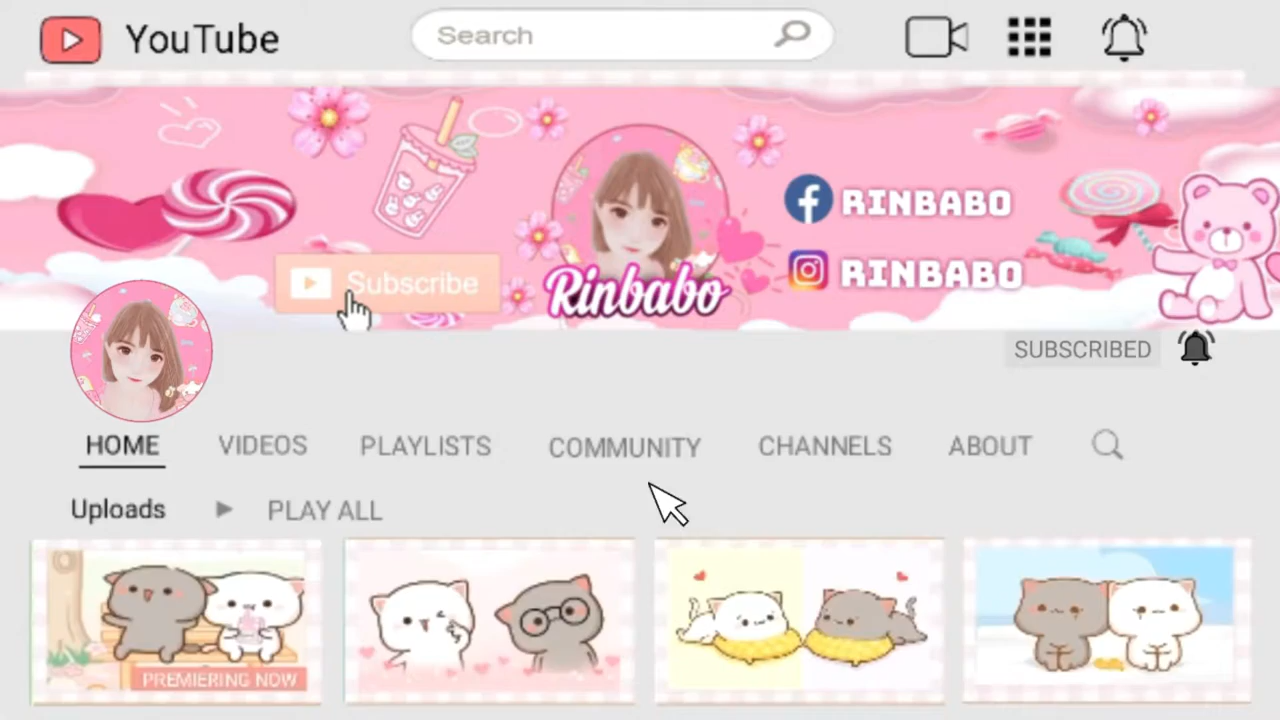 YouTube
Search
RINBABO
RINBABO
Subscribe
Rinbabo
SUBSCRIBED
HOME VIDEOS PLAYLISTS COMMUNITY CHANNELS ABOUT
Uploads PLAY ALL
PREMIERING NOW